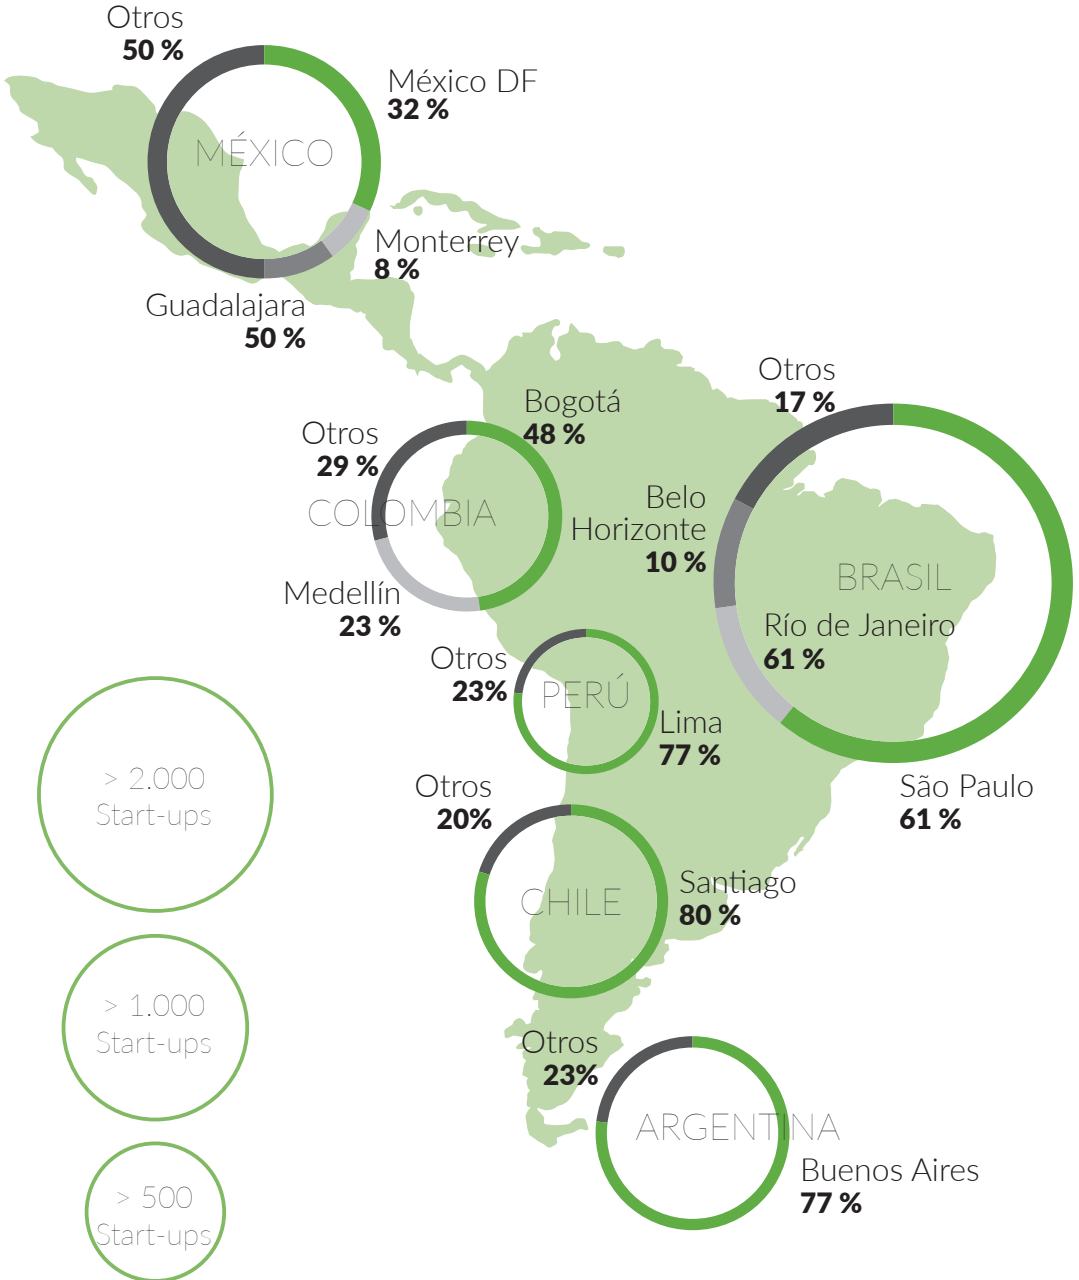 Otros
50 %
México DF
32 %
MÉXICO
Monterrey
8 %
Guadalajara
50 %
Otros
17 %
Bogotá
48 %
Otros
29 %
COLOMBIA
Belo
Horizonte
10 %
BRASIL
Medellín
23 %
Río de Janeiro
61 %
Otros
23%
PERÚ
Lima
77 %
São Paulo
61 %
> 2.000
Start-ups
Otros
20%
CHILE
Santiago
80 %
> 1.000
Start-ups
Otros
23%
ARGENTINA
Buenos Aires
77 %
> 500
Start-ups